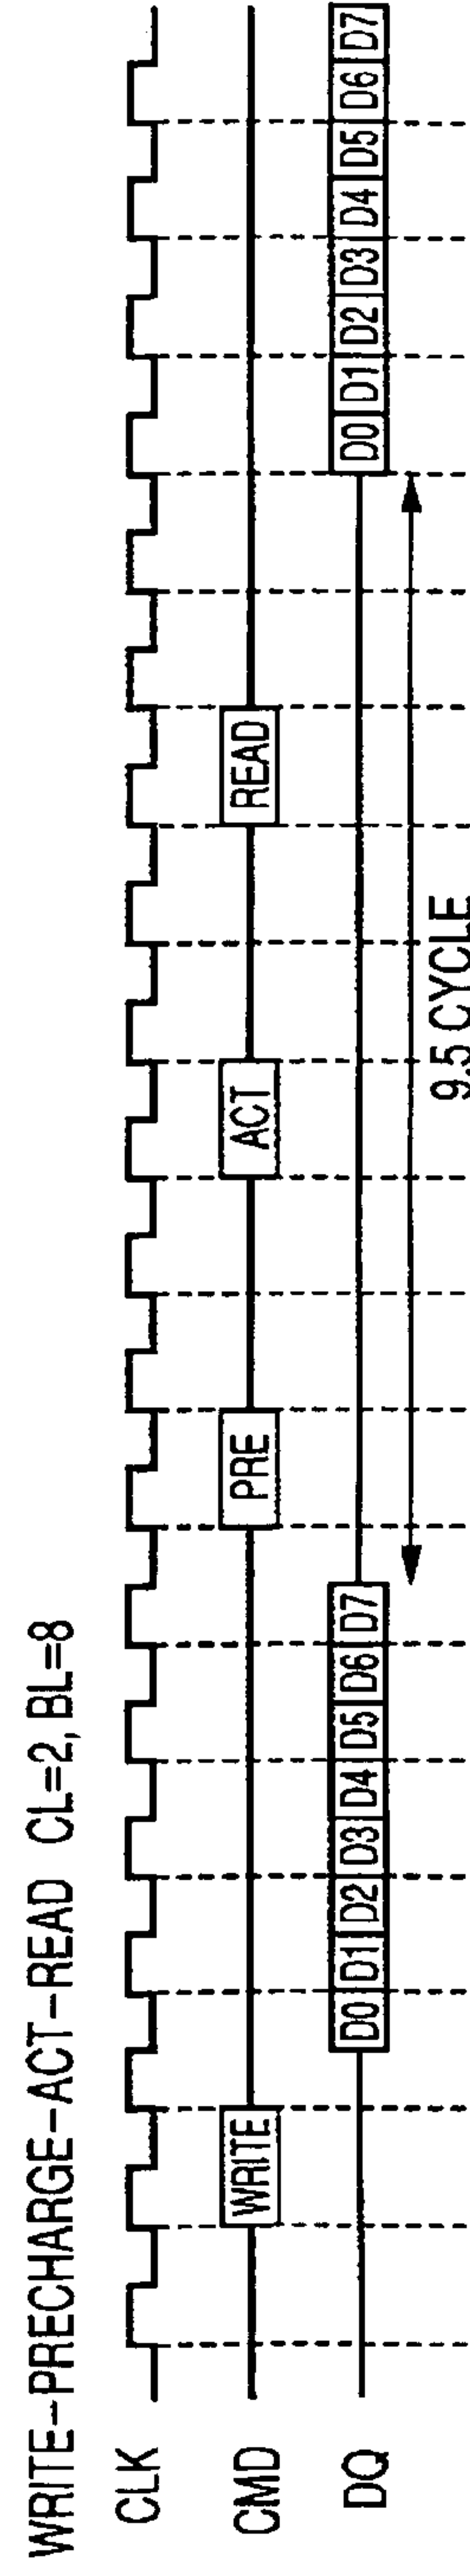 WRITE-PRECHARGE-ACT-READ CL=2, BL=8
CLK
CMD WRITE PRE ACT READ
DQ D0 D1 D2 D3 D4 D5 D6 D7 D0 D1 D2 D3 D4 D5 D6 D7
9.5 CYCLE